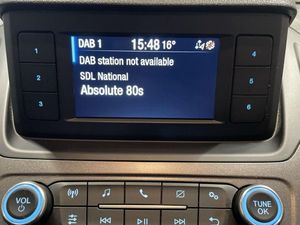 DAB 1 15:48 16°
DAB station not available
SDL National
Absolute 80s
1
2
3
4
5
6
VOL
TUNE
OK